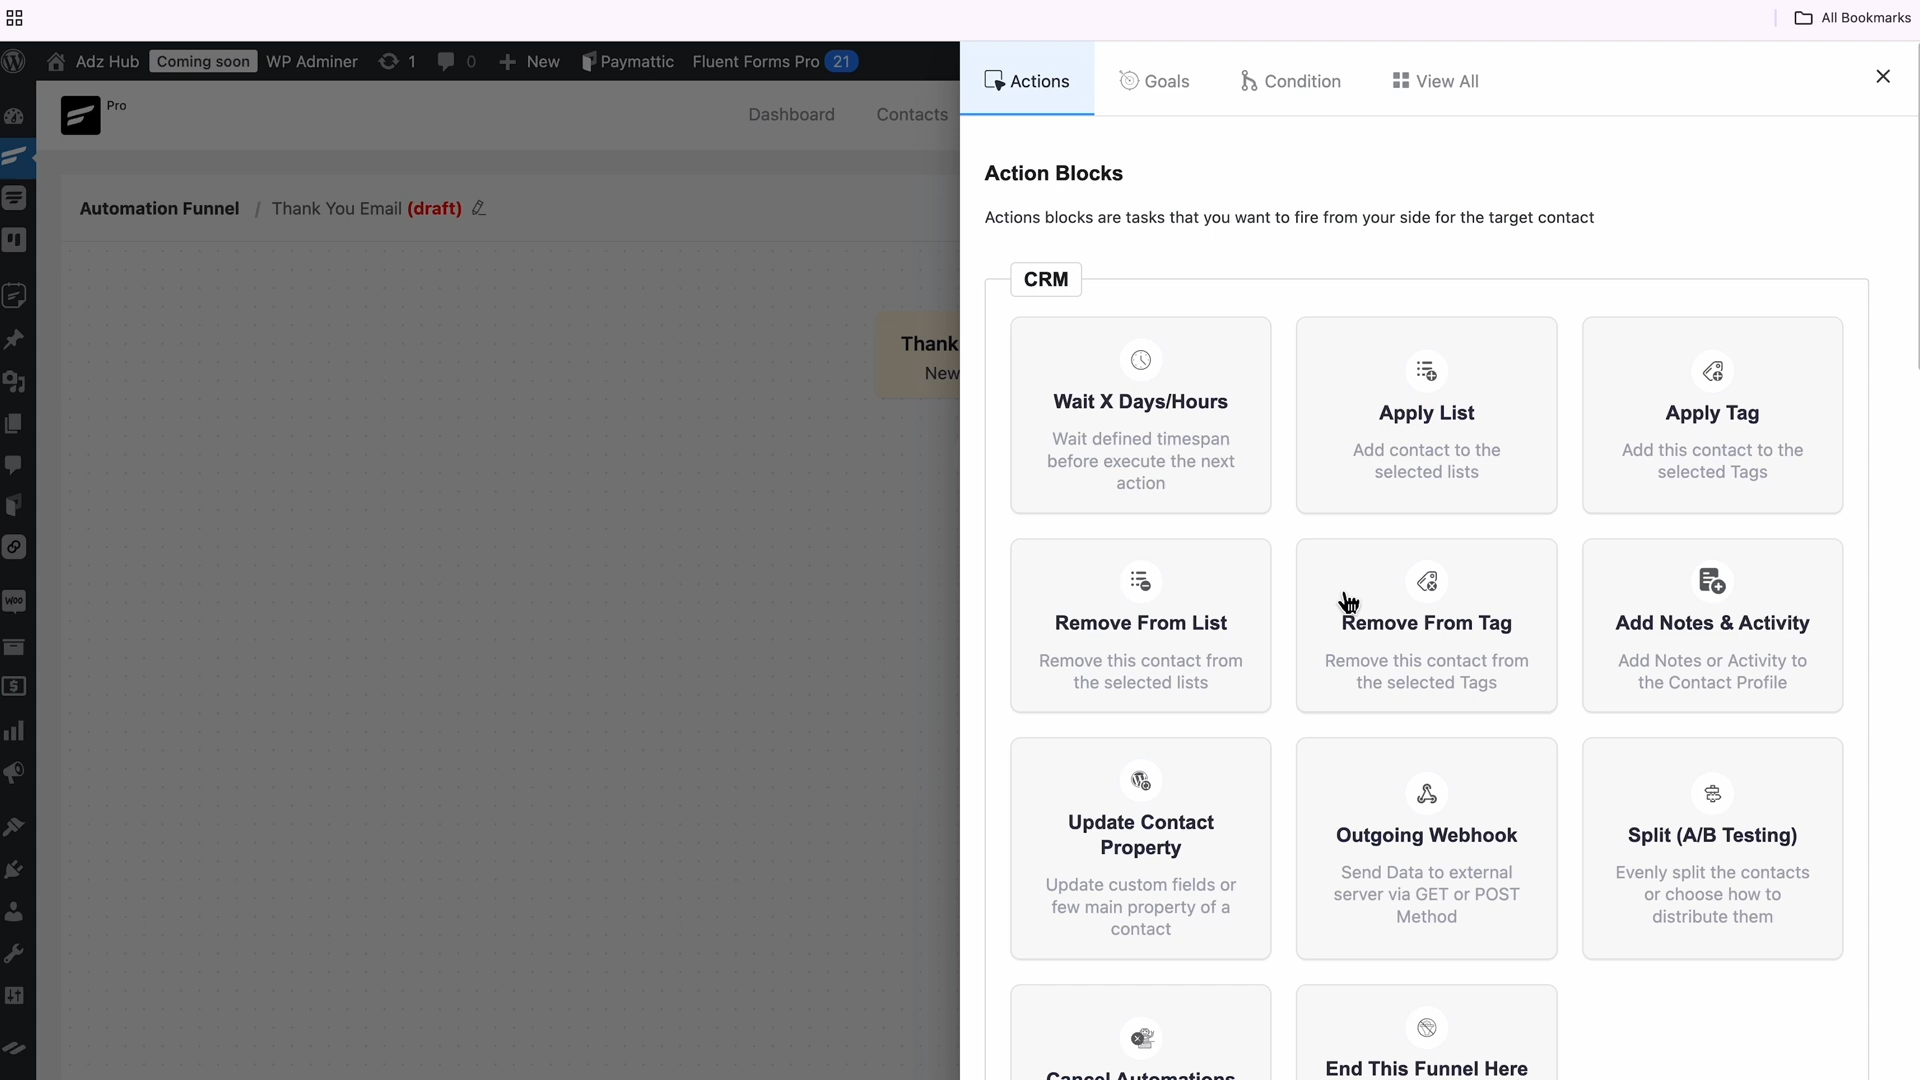 All Bookmarks
Adz Hub Coming soon WP Adminer 1 0 New Paymattic Fluent Forms Pro 21
Pro
Dashboard Contacts
Automation Funnel / Thank You Email (draft)
Thank
New
Actions Goals Condition View All
Action Blocks
Actions blocks are tasks that you want to fire from your side for the target contact
CRM
Wait X Days/Hours
Wait defined timespan
before execute the next
action
Apply List
Add contact to the
selected lists
Apply Tag
Add this contact to the
selected Tags
Remove From List
Remove this contact from
the selected lists
Remove From Tag
Remove this contact from
the selected Tags
Add Notes & Activity
Add Notes or Activity to
the Contact Profile
Update Contact
Property
Update custom fields or
few main property of a
contact
Outgoing Webhook
Send Data to external
server via GET or POST
Method
Split (A/B Testing)
Evenly split the contacts
or choose how to
distribute them
Cancel Automations
End This Funnel Here
WOO